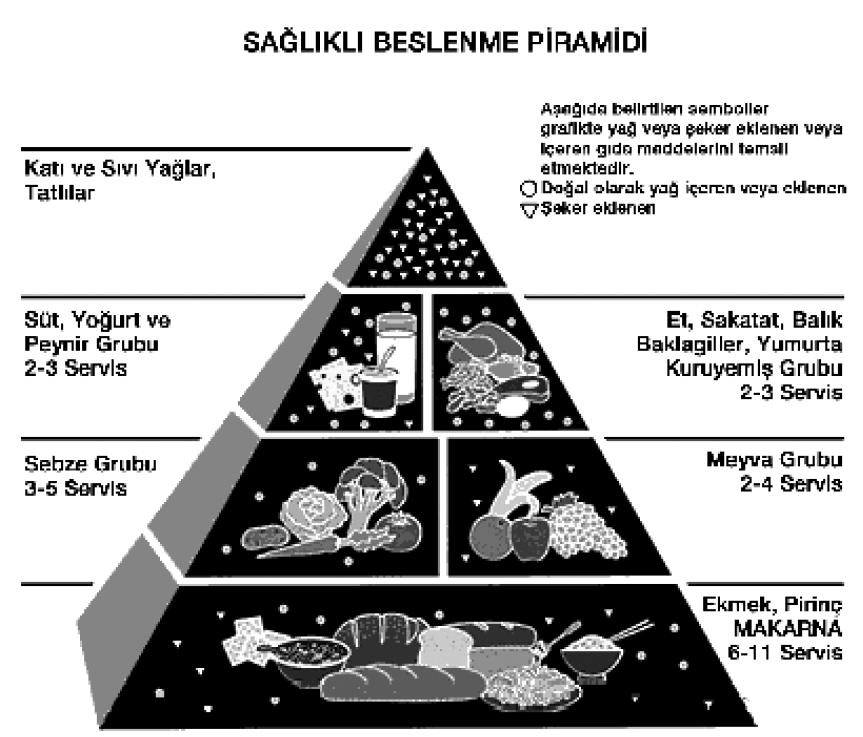 SAĞLIKLI BESLENME PİRAMİDİ
Aşağıda belirtilen semboller
grafikte yağ veya şeker eklenen veya
içeren gıda maddelerini temsil
etmektedir.
Doğal olarak yağ içeren veya eklenen
Şeker eklenen
Katı ve Sıvı Yağlar,
Tatlılar
Süt, Yoğurt ve
Peynir Grubu
2-3 Servis
Et, Sakatat, Balık
Baklagiller, Yumurta
Kuruyemiş Grubu
2-3 Servis
Sebze Grubu
3-5 Servis
Meyva Grubu
2-4 Servis
Ekmek, Pirinç
MAKARNA
6-11 Servis